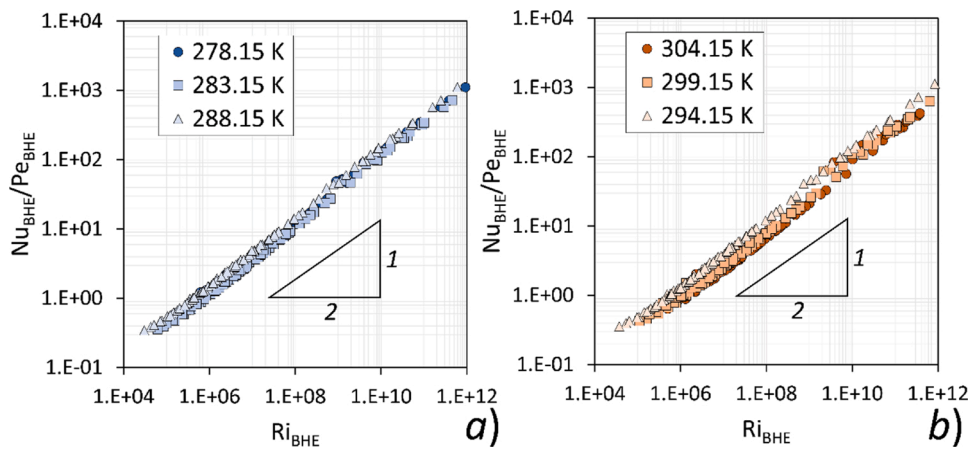 1.E+04
1.E+03
1.E+02
1.E+01
1.E+00
1.E-01
Nu_BHE/Pe_BHE
278.15 K
283.15 K
288.15 K
1
2
1.E+04 1.E+06 1.E+08 1.E+10 1.E+12
Ri_BHE
a)
1.E+04
1.E+03
1.E+02
1.E+01
1.E+00
1.E-01
Nu_BHE/Pe_BHE
304.15 K
299.15 K
294.15 K
1
2
1.E+04 1.E+06 1.E+08 1.E+10 1.E+12
Ri_BHE
b)